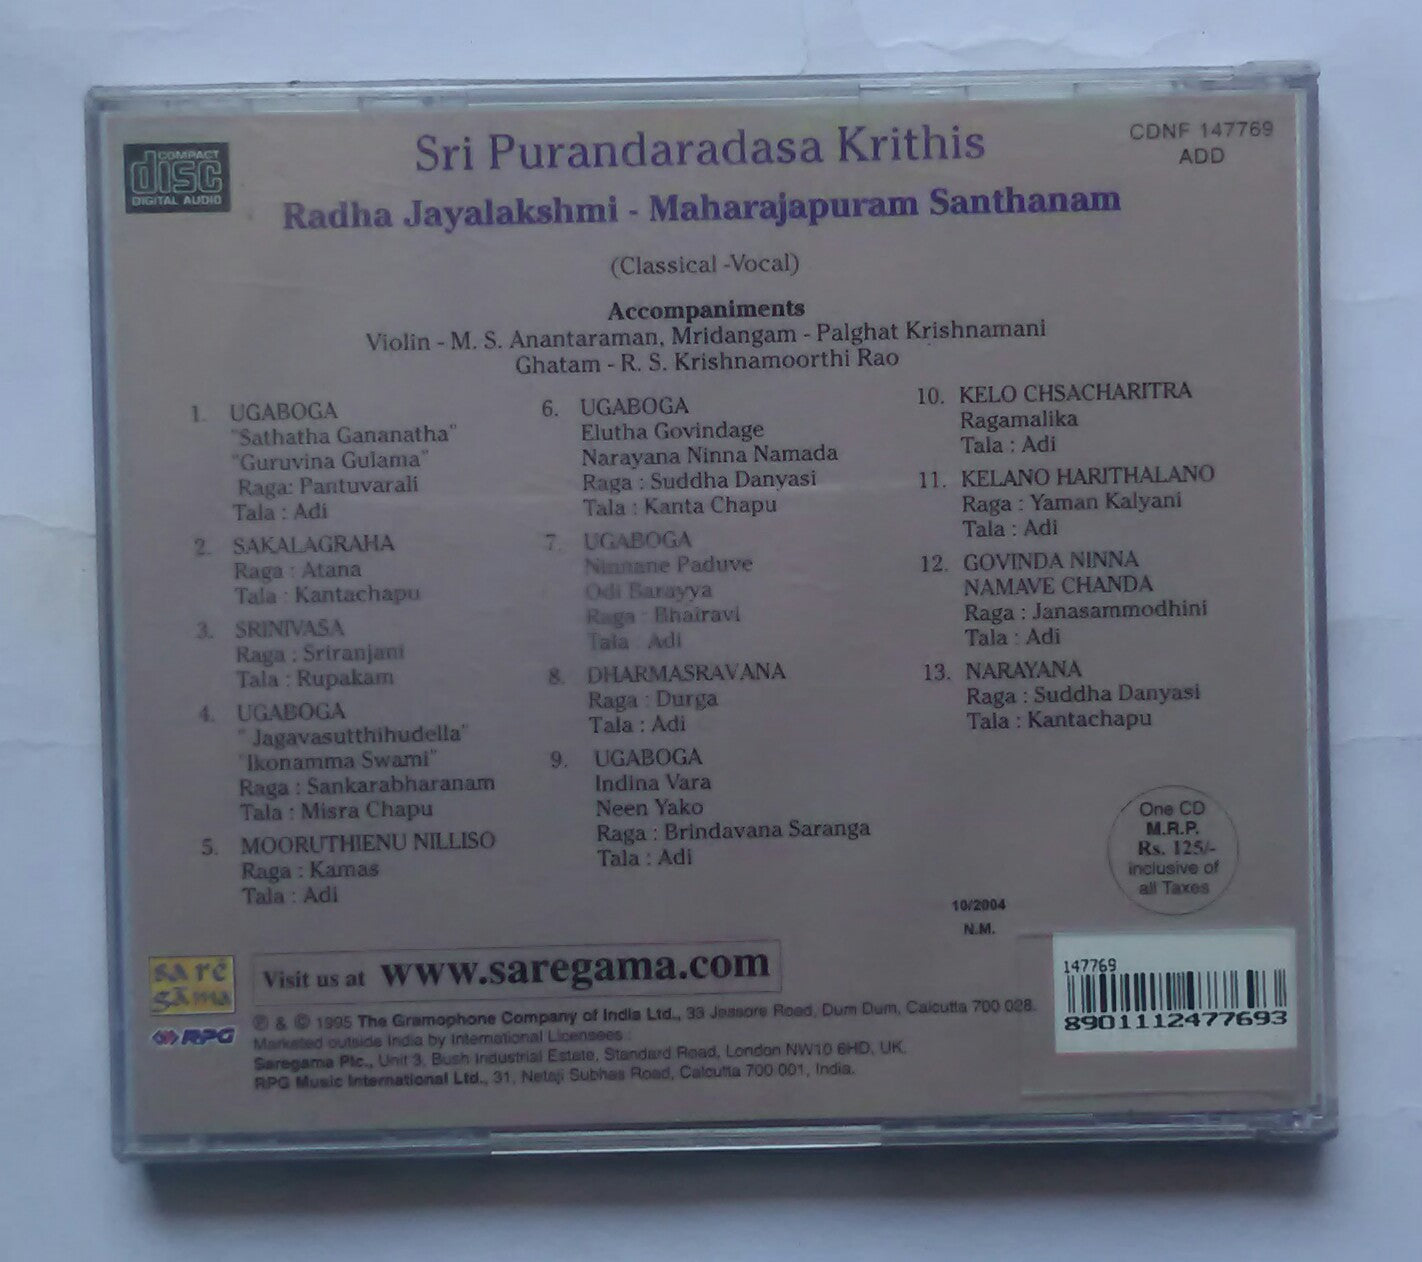 COMPACT
disc
DIGITAL AUDIO
Sri Purandaradasa Krithis
CDNF 147769
ADD
Radha Jayalakshmi - Maharajapuram Santhanam
(Classical -Vocal)
Accompaniments
Violin - M. S. Anantaraman, Mridangam - Palghat Krishnamani
Ghatam - R. S. Krishnamoorthi Rao
1. UGABOGA
"Sathatha Gananatha"
"Guruvina Gulama"
Raga: Pantuvarali
Tala : Adi
2. SAKALAGRAHA
Raga : Atana
Tala : Kantachapu
3. SRINIVASA
Raga : Sriranjani
Tala : Rupakam
4. UGABOGA
" Jagavasutthihudella"
"Ikonamma Swami"
Raga : Sankarabharanam
Tala : Misra Chapu
5. MOORUTHIENU NILLISO
Raga : Kamas
Tala : Adi
6. UGABOGA
Elutha Govindage
Narayana Ninna Namada
Raga : Suddha Danyasi
Tala : Kanta Chapu
7. UGABOGA
Ninnane Paduve
Odi Barayya
Raga : Bhairavi
Tala : Adi
8. DHARMASRAVANA
Raga : Durga
Tala : Adi
9. UGABOGA
Indina Vara
Neen Yako
Raga : Brindavana Saranga
Tala : Adi
10. KELO CHSACHARITRA
Ragamalika
Tala : Adi
11. KELANO HARITHALANO
Raga : Yaman Kalyani
Tala : Adi
12. GOVINDA NINNA
NAMAVE CHANDA
Raga : Janasammodhini
Tala : Adi
13. NARAYANA
Raga : Suddha Danyasi
Tala : Kantachapu
One CD
M.R.P.
Rs. 125/-
inclusive of
all Taxes
10/2004
N.M.
sa re
gama
RPG
Visit us at www.saregama.com
℗ & © 1995 The Gramophone Company of India Ltd., 33 Jessore Road, Dum Dum, Calcutta 700 028.
Marketed outside India by International Licensees :
Saregama Plc., Unit 3, Bush Industrial Estate, Standard Road, London NW10 6HD, UK.
RPG Music International Ltd., 31, Netaji Subhas Road, Calcutta 700 001, India.
147769
8901112477693